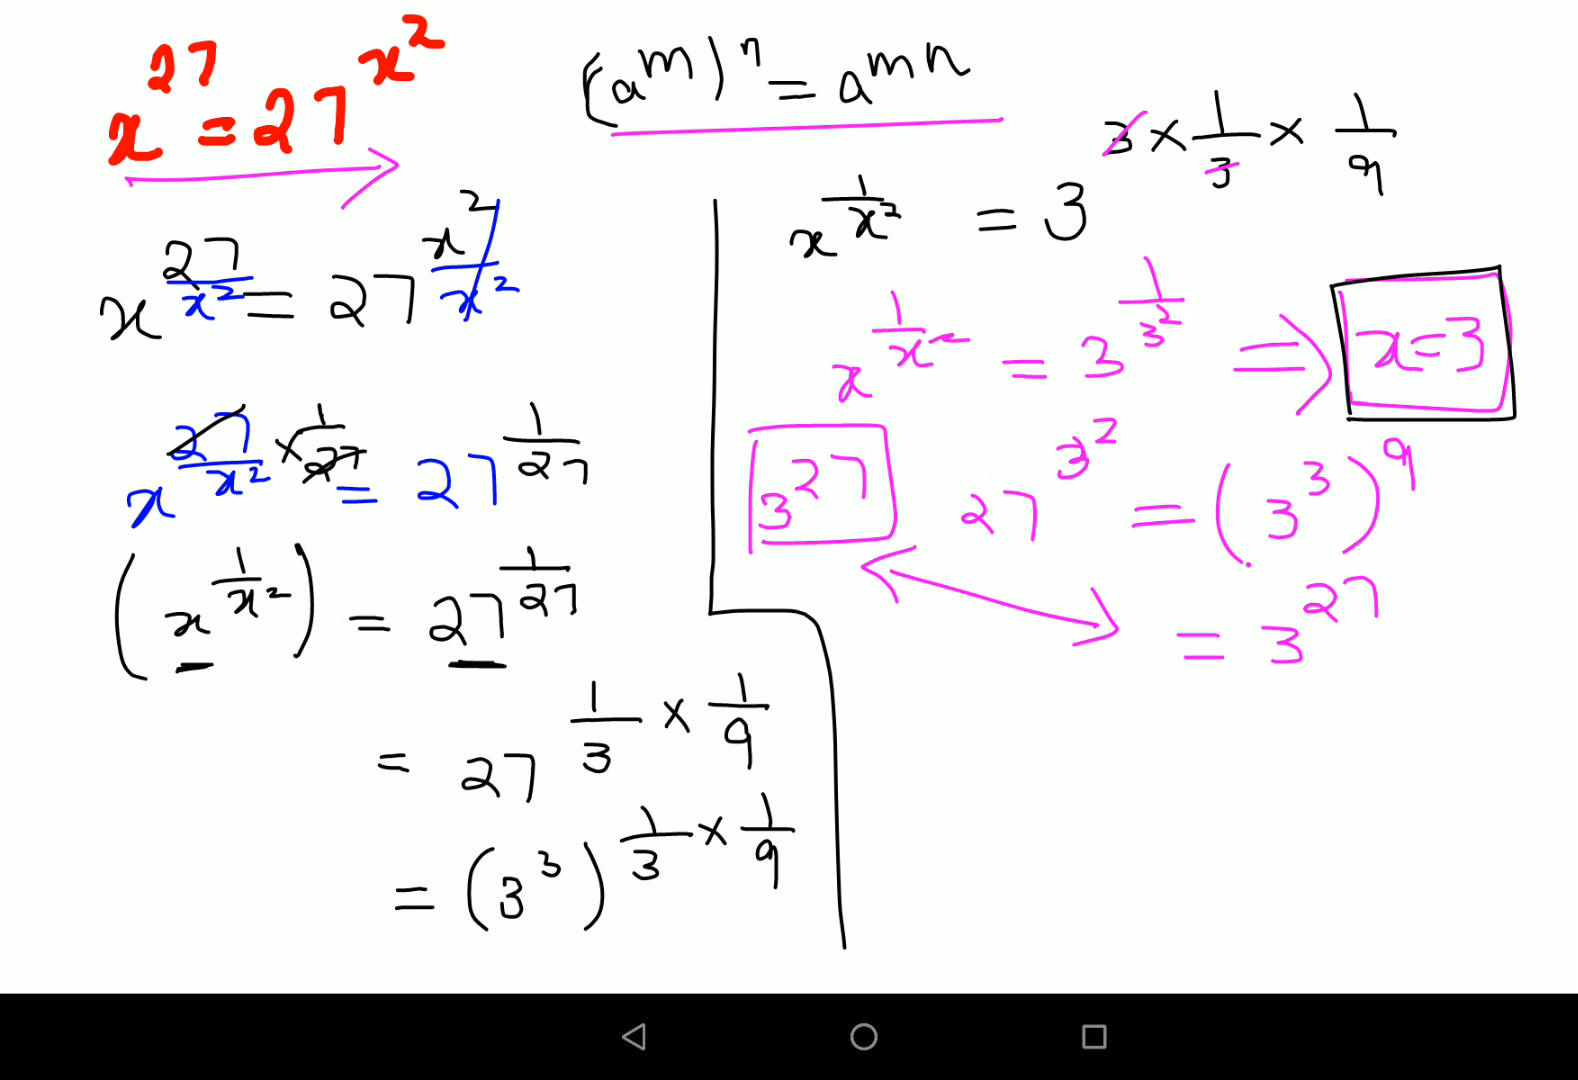 x^27 = 27^x^2
(a^m)^n = a^mn
x^27/x^2 = 27^x^2/x^2
x^27/x^2 × 1/27 = 27^1/27
(x^1/x^2) = 27^1/27
= 27^1/3 × 1/9
= (3^3)^1/3 × 1/9
x^1/x^2 = 3^3 × 1/3 × 1/9
x^1/x^2 = 3^1/3^2 ⇒ x=3
3^27 27^3^2 = (3^3)^9
= 3^27